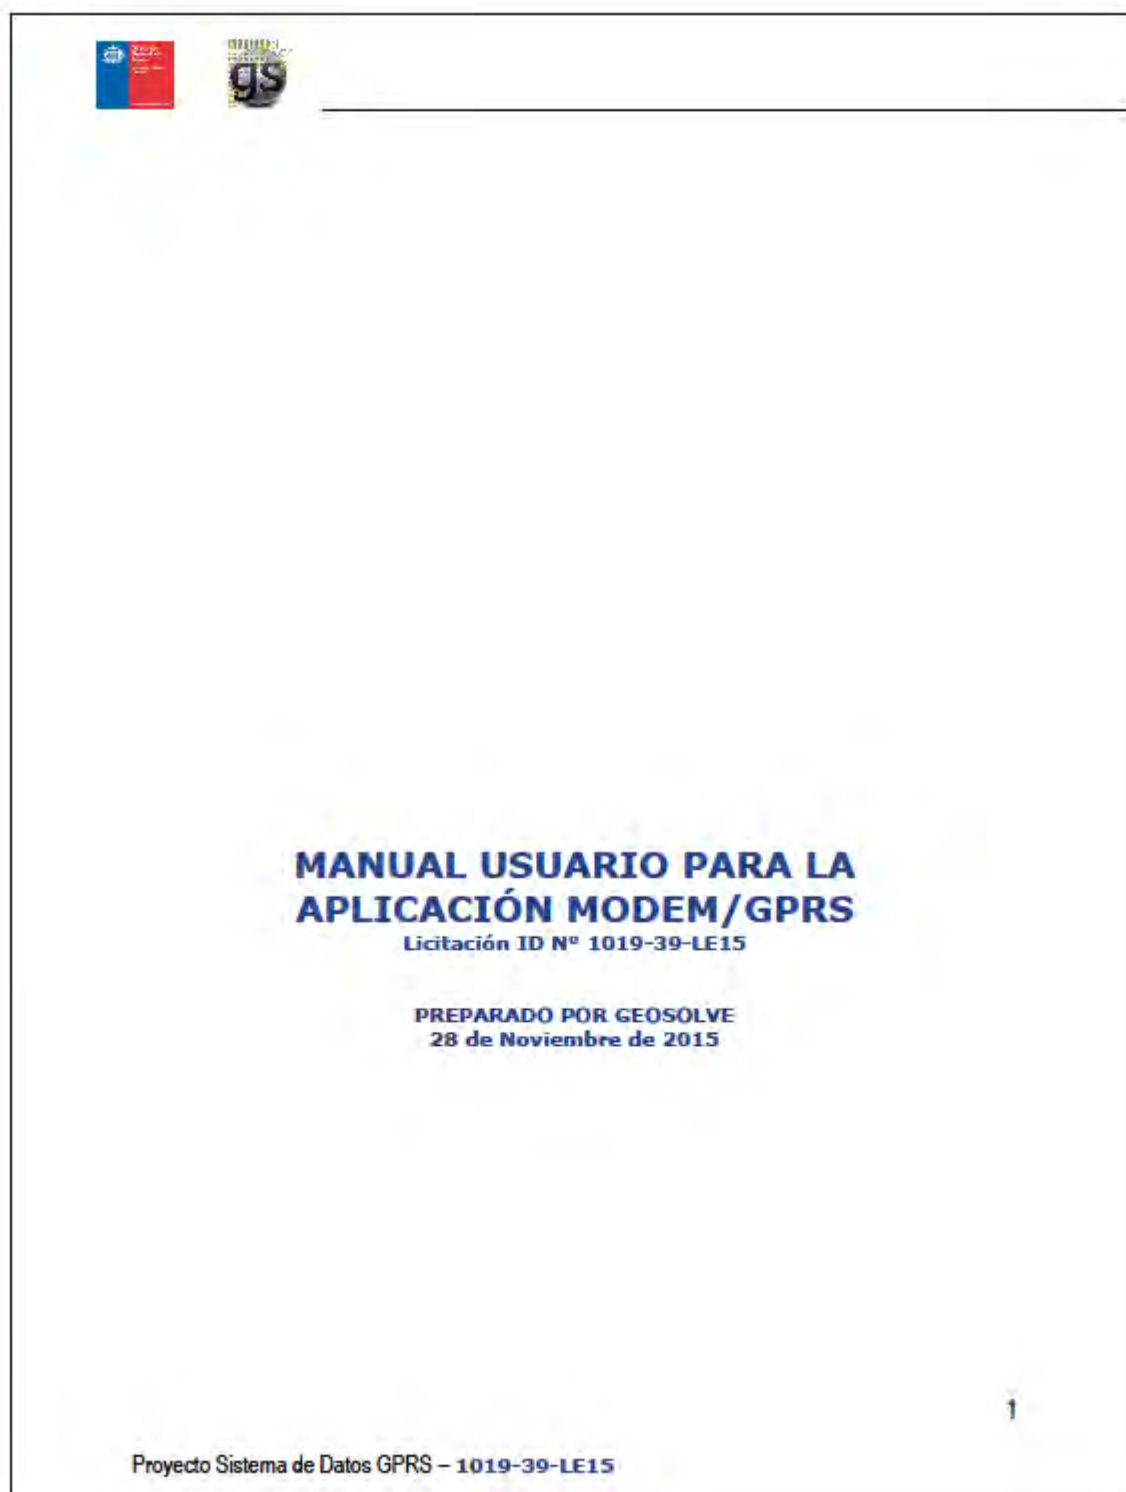 gs
MANUAL USUARIO PARA LA
APLICACIÓN MODEM/GPRS
Licitación ID Nº 1019-39-LE15
PREPARADO POR GEOSOLVE
28 de Noviembre de 2015
1
Proyecto Sistema de Datos GPRS – 1019-39-LE15